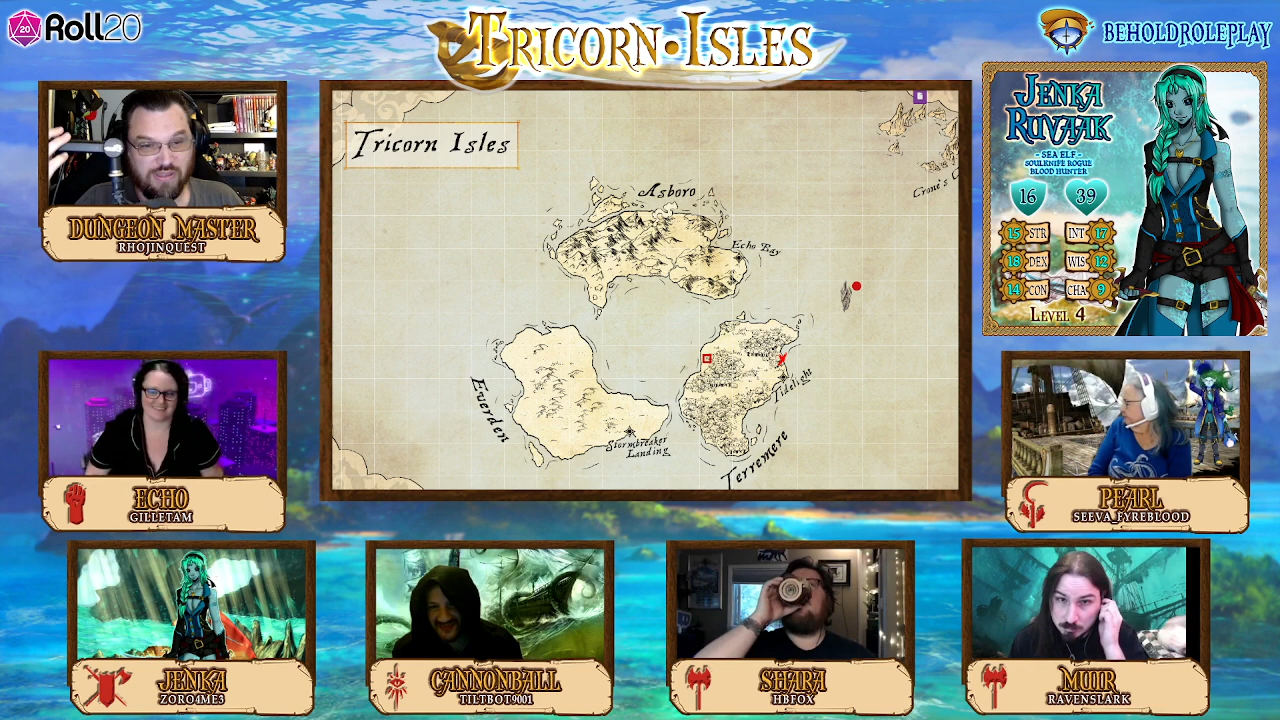 20
Roll20
TRICORN • ISLES
BEHOLDROLEPLAY
DUNGEON MASTER
RHOJINQUEST
Tricorn Isles
Asboro
Echo Bay
Crone's
Everden
Stormbreaker
Landing
Tidelight
Terremere
JENKA
RUVAAK
- SEA ELF -
SOULKNIFE ROGUE
BLOOD HUNTER
16 39
15 STR INT 17
18 DEX WIS 12
14 CON CHA 9
LEVEL 4
ECHO
GILLETAM
PEARL
SEEVA_FYREBLOOD
JENKA
ZORO4ME3
CANNONBALL
TILTBOT9001
SHARA
HBFOX
MUIR
RAVENSLARK